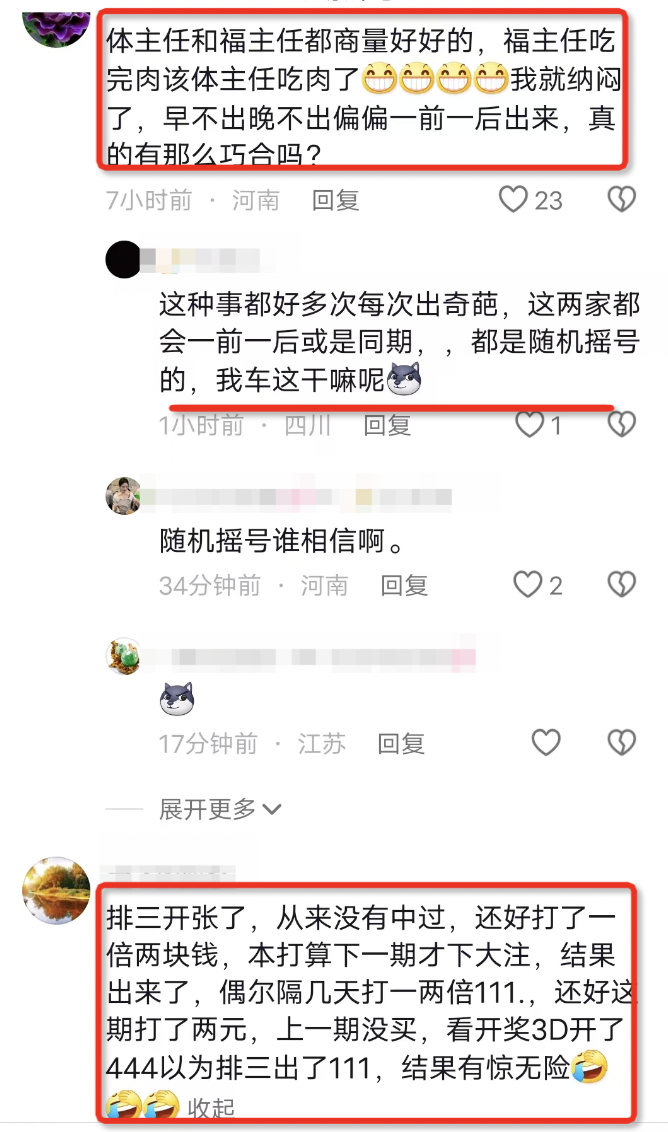 体主任和福主任都商量好好的，福主任吃
完肉该体主任吃肉了😁😁😁😁我就纳闷
了，早不出晚不出偏偏一前一后出来，真
的有那么巧合吗？
7小时前 · 河南 回复 23
这种事都好多次每次出奇葩，这两家都
会一前一后或是同期，，都是随机摇号
的，我车这干嘛呢
1小时前 · 四川 回复 1
随机摇号谁相信啊。
34分钟前 · 河南 回复 2
17分钟前 · 江苏 回复
展开更多
排三开张了，从来没有中过，还好打了一
倍两块钱，本打算下一期才下大注，结果
出来了，偶尔隔几天打一两倍111.，还好这
期打了两元，上一期没买，看开奖3D开了
444以为排三出了111，结果有惊无险🤣
🤣🤣 收起